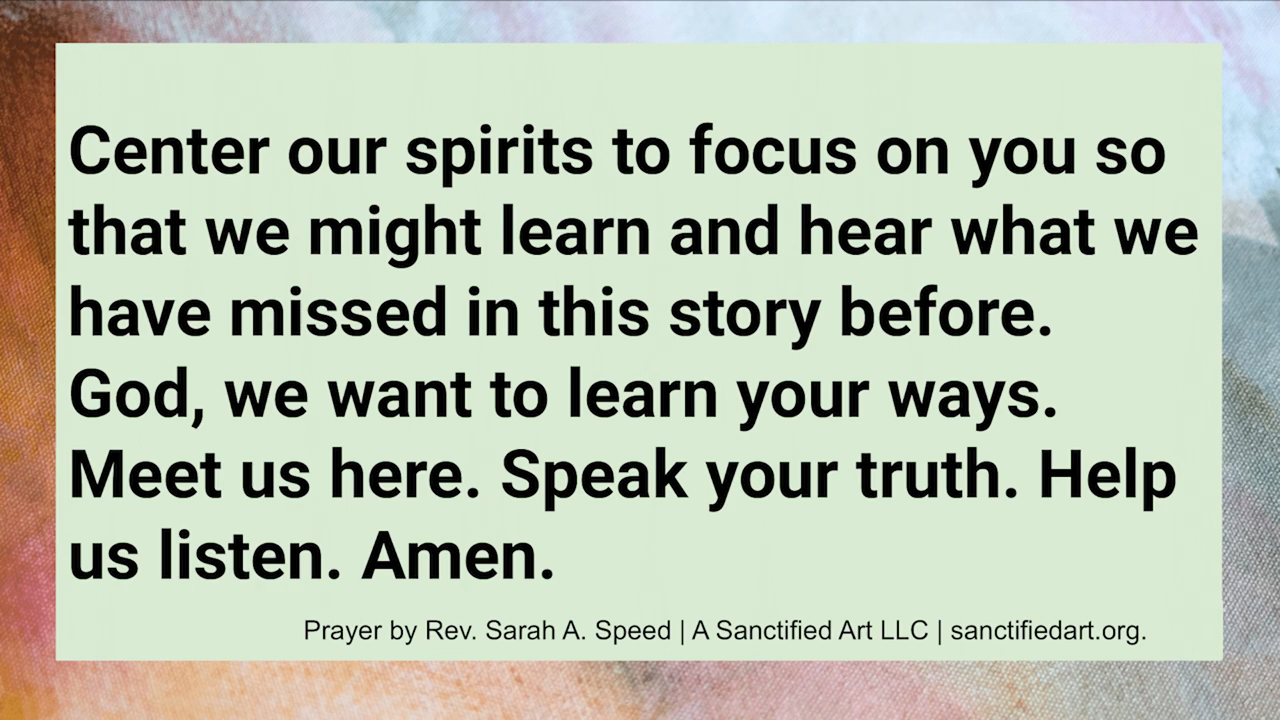 Center our spirits to focus on you so
that we might learn and hear what we
have missed in this story before.
God, we want to learn your ways.
Meet us here. Speak your truth. Help
us listen. Amen.
Prayer by Rev. Sarah A. Speed | A Sanctified Art LLC | sanctifiedart.org.